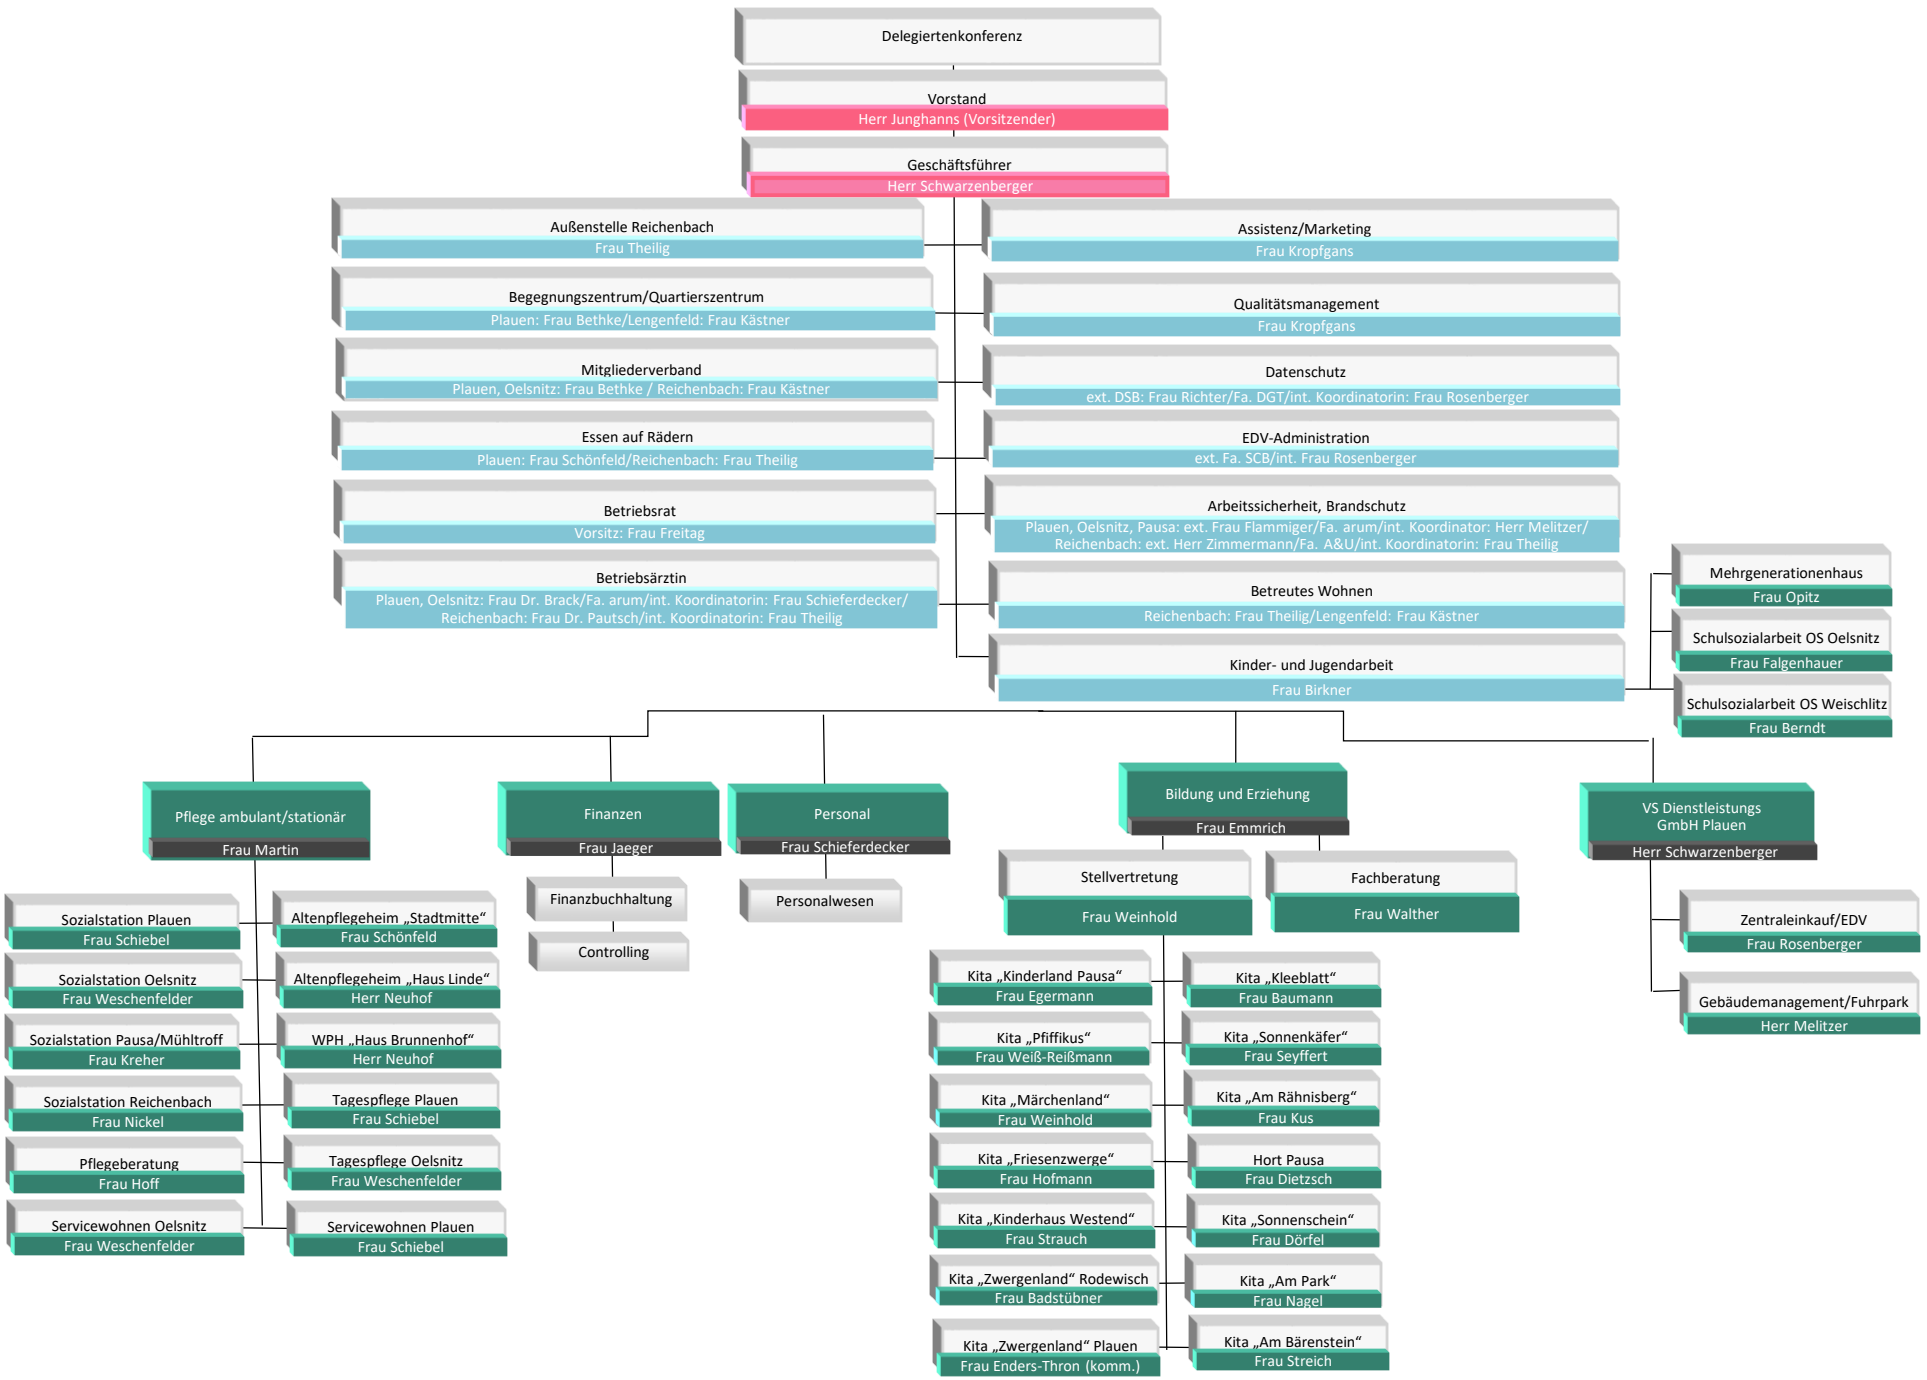 Delegiertenkonferenz
Vorstand
Herr Junghanns (Vorsitzender)
Geschäftsführer
Herr Schwarzenberger
Außenstelle Reichenbach
Frau Theilig
Assistenz/Marketing
Frau Kropfgans
Begegnungszentrum/Quartierszentrum
Plauen: Frau Bethke/Lengenfeld: Frau Kästner
Qualitätsmanagement
Frau Kropfgans
Mitgliederverband
Plauen, Oelsnitz: Frau Bethke / Reichenbach: Frau Kästner
Datenschutz
ext. DSB: Frau Richter/Fa. DGT/int. Koordinatorin: Frau Rosenberger
Essen auf Rädern
Plauen: Frau Schönfeld/Reichenbach: Frau Theilig
EDV-Administration
ext. Fa. SCB/int. Frau Rosenberger
Betriebsrat
Vorsitz: Frau Freitag
Arbeitssicherheit, Brandschutz
Plauen, Oelsnitz, Pausa: ext. Frau Flammiger/Fa. arum/int. Koordinator: Herr Melitzer/
Reichenbach: ext. Herr Zimmermann/Fa. A&U/int. Koordinatorin: Frau Theilig
Betriebsärztin
Plauen, Oelsnitz: Frau Dr. Brack/Fa. arum/int. Koordinatorin: Frau Schieferdecker/
Reichenbach: Frau Dr. Pautsch/int. Koordinatorin: Frau Theilig
Betreutes Wohnen
Reichenbach: Frau Theilig/Lengenfeld: Frau Kästner
Kinder- und Jugendarbeit
Frau Birkner
Mehrgenerationenhaus
Frau Opitz
Schulsozialarbeit OS Oelsnitz
Frau Falgenhauer
Schulsozialarbeit OS Weischlitz
Frau Berndt
Pflege ambulant/stationär
Frau Martin
Finanzen
Frau Jaeger
Personal
Frau Schieferdecker
Bildung und Erziehung
Frau Emmrich
VS Dienstleistungs
GmbH Plauen
Herr Schwarzenberger
Sozialstation Plauen
Frau Schiebel
Altenpflegeheim „Stadtmitte“
Frau Schönfeld
Sozialstation Oelsnitz
Frau Weschenfelder
Altenpflegeheim „Haus Linde“
Herr Neuhof
Sozialstation Pausa/Mühltroff
Frau Kreher
WPH „Haus Brunnenhof“
Herr Neuhof
Sozialstation Reichenbach
Frau Nickel
Tagespflege Plauen
Frau Schiebel
Pflegeberatung
Frau Hoff
Tagespflege Oelsnitz
Frau Weschenfelder
Servicewohnen Oelsnitz
Frau Weschenfelder
Servicewohnen Plauen
Frau Schiebel
Finanzbuchhaltung
Controlling
Personalwesen
Stellvertretung
Frau Weinhold
Fachberatung
Frau Walther
Kita „Kinderland Pausa“
Frau Egermann
Kita „Kleeblatt“
Frau Baumann
Kita „Pfiffikus“
Frau Weiß-Reißmann
Kita „Sonnenkäfer“
Frau Seyffert
Kita „Märchenland“
Frau Weinhold
Kita „Am Rähnisberg“
Frau Kus
Kita „Friesenzwerge“
Frau Hofmann
Hort Pausa
Frau Dietzsch
Kita „Kinderhaus Westend“
Frau Strauch
Kita „Sonnenschein“
Frau Dörfel
Kita „Zwergenland“ Rodewisch
Frau Badstübner
Kita „Am Park“
Frau Nagel
Kita „Zwergenland“ Plauen
Frau Enders-Thron (komm.)
Kita „Am Bärenstein“
Frau Streich
Zentraleinkauf/EDV
Frau Rosenberger
Gebäudemanagement/Fuhrpark
Herr Melitzer